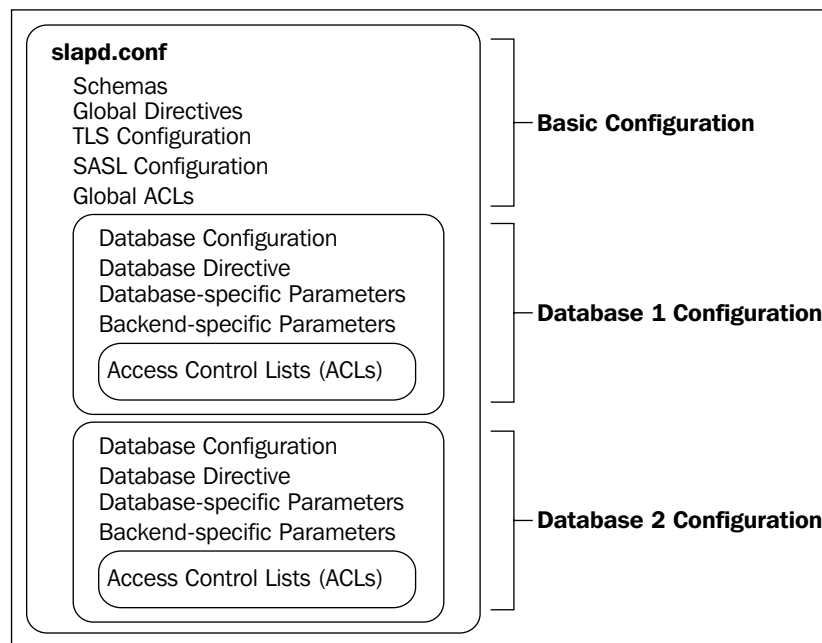 slapd.conf
Schemas
Global Directives
TLS Configuration
SASL Configuration
Global ACLs
Basic Configuration
Database Configuration
Database Directive
Database-specific Parameters
Backend-specific Parameters
Access Control Lists (ACLs)
Database 1 Configuration
Database Configuration
Database Directive
Database-specific Parameters
Backend-specific Parameters
Access Control Lists (ACLs)
Database 2 Configuration